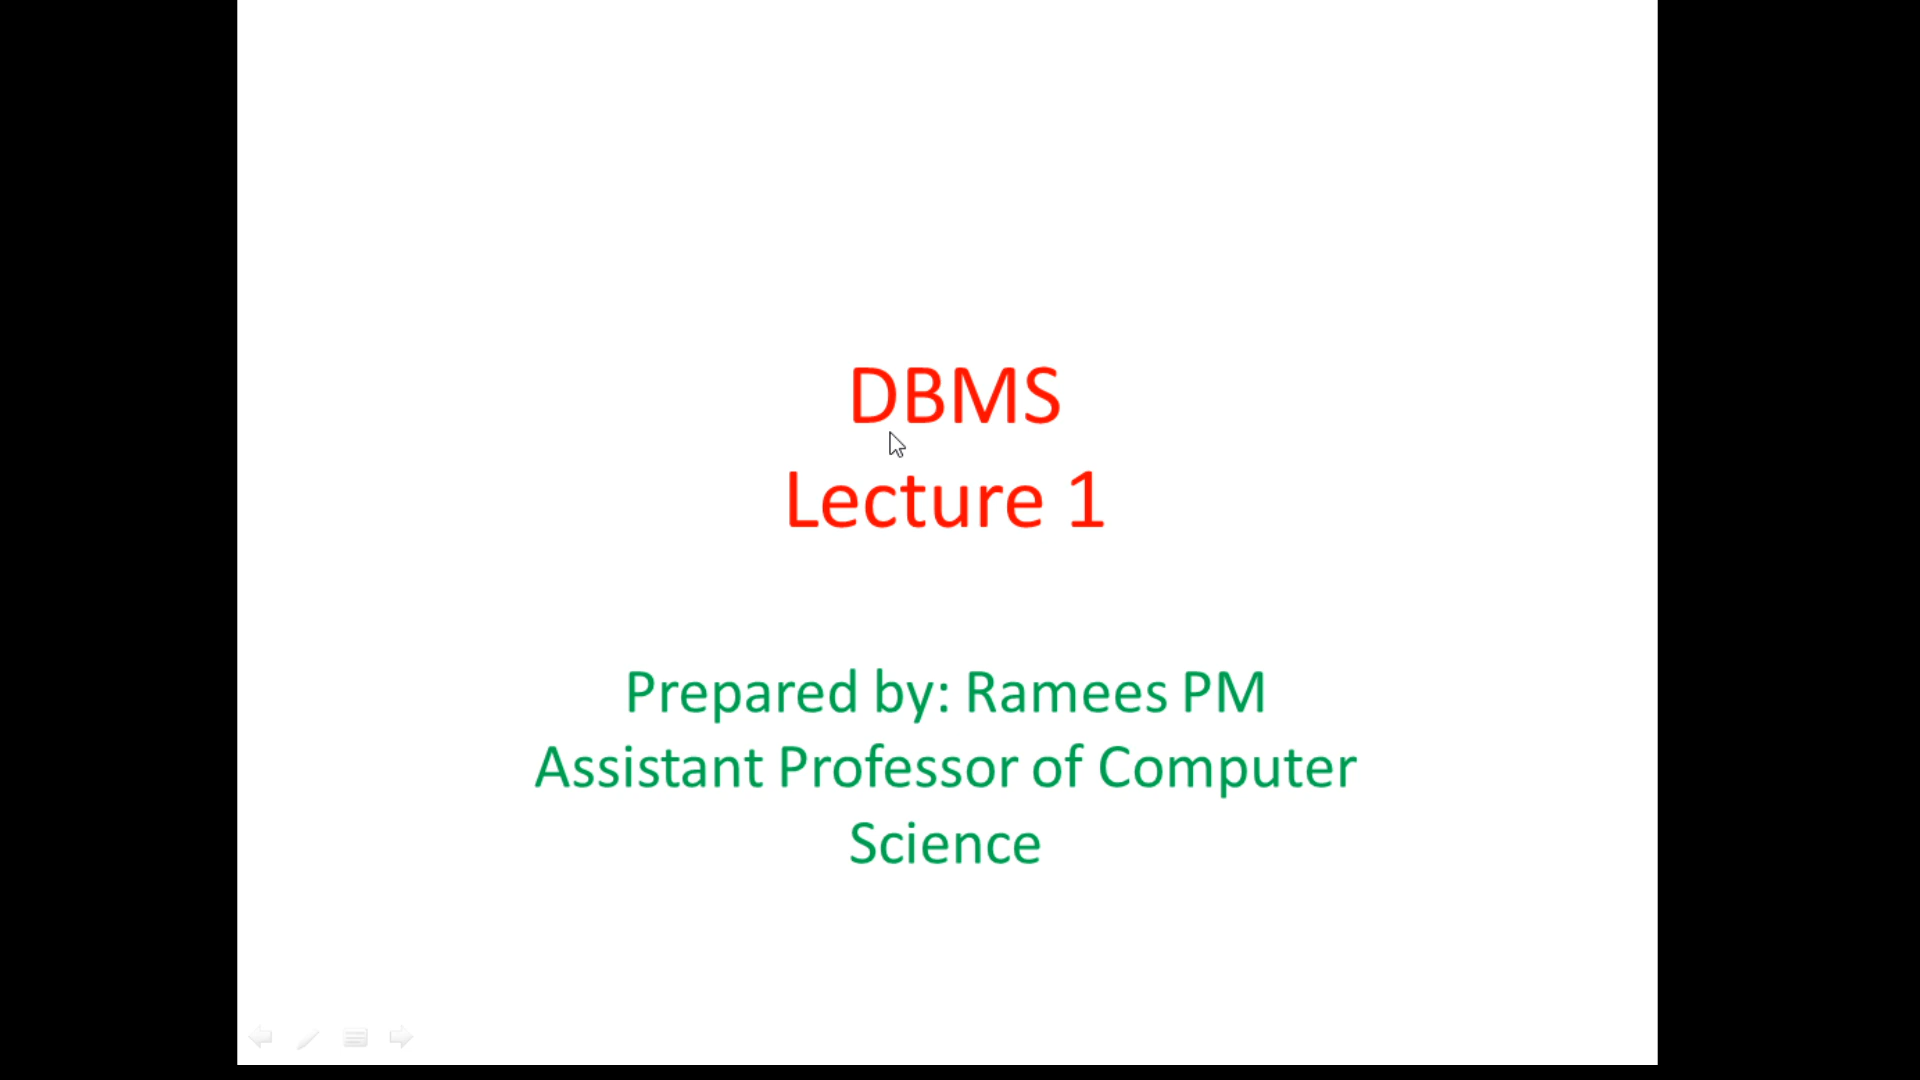 DBMS
Lecture 1
Prepared by: Ramees PM
Assistant Professor of Computer
Science